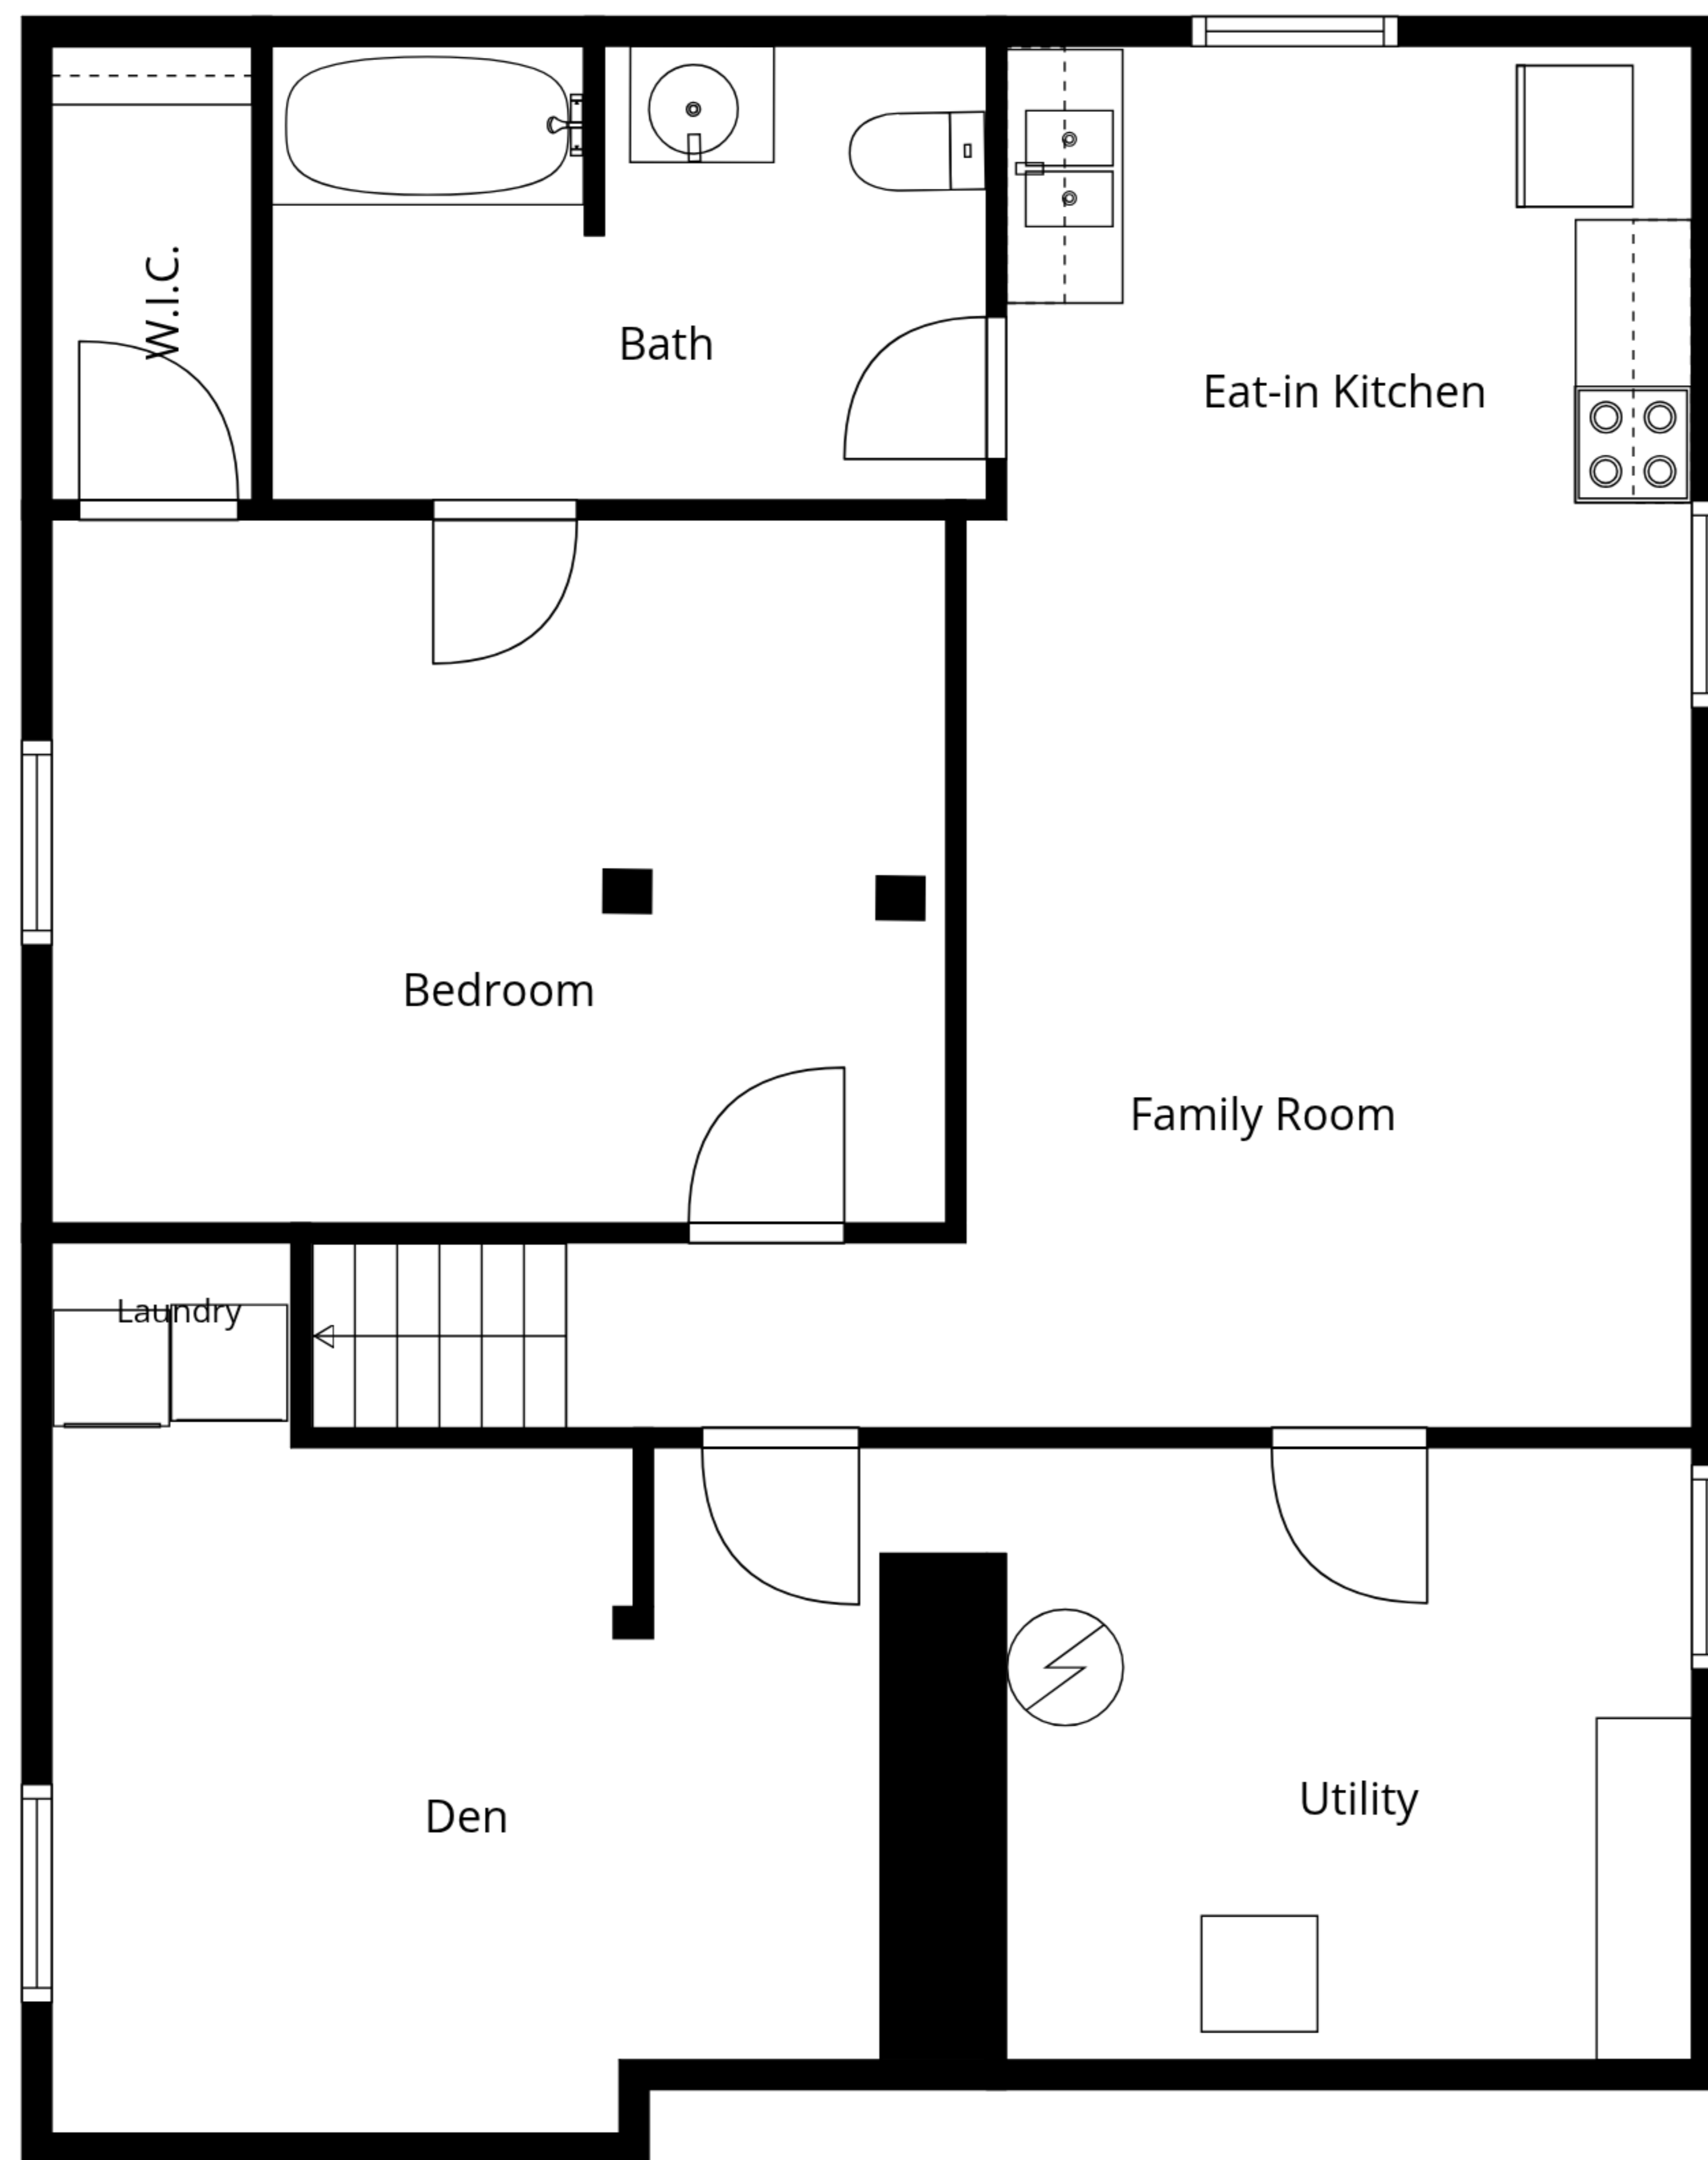 W.I.C.
Bath
Eat-in Kitchen
Bedroom
Family Room
Laundry
Den
Utility